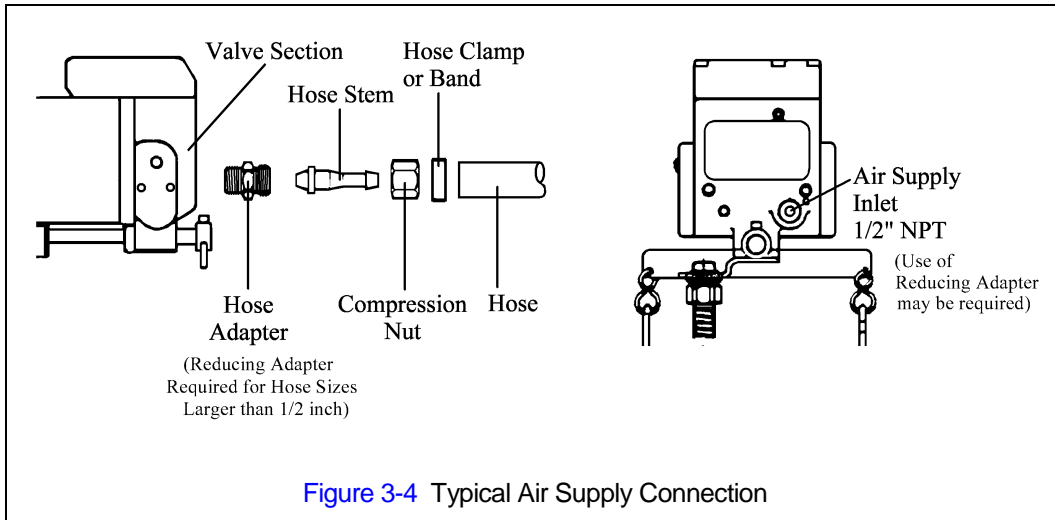 Valve Section
Hose Clamp
or Band
Hose Stem
Hose
Adapter
(Reducing Adapter
Required for Hose Sizes
Larger than 1/2 inch)
Compression
Nut
Hose
Air Supply
Inlet
1/2" NPT
(Use of
Reducing Adapter
may be required)
Figure 3-4 Typical Air Supply Connection